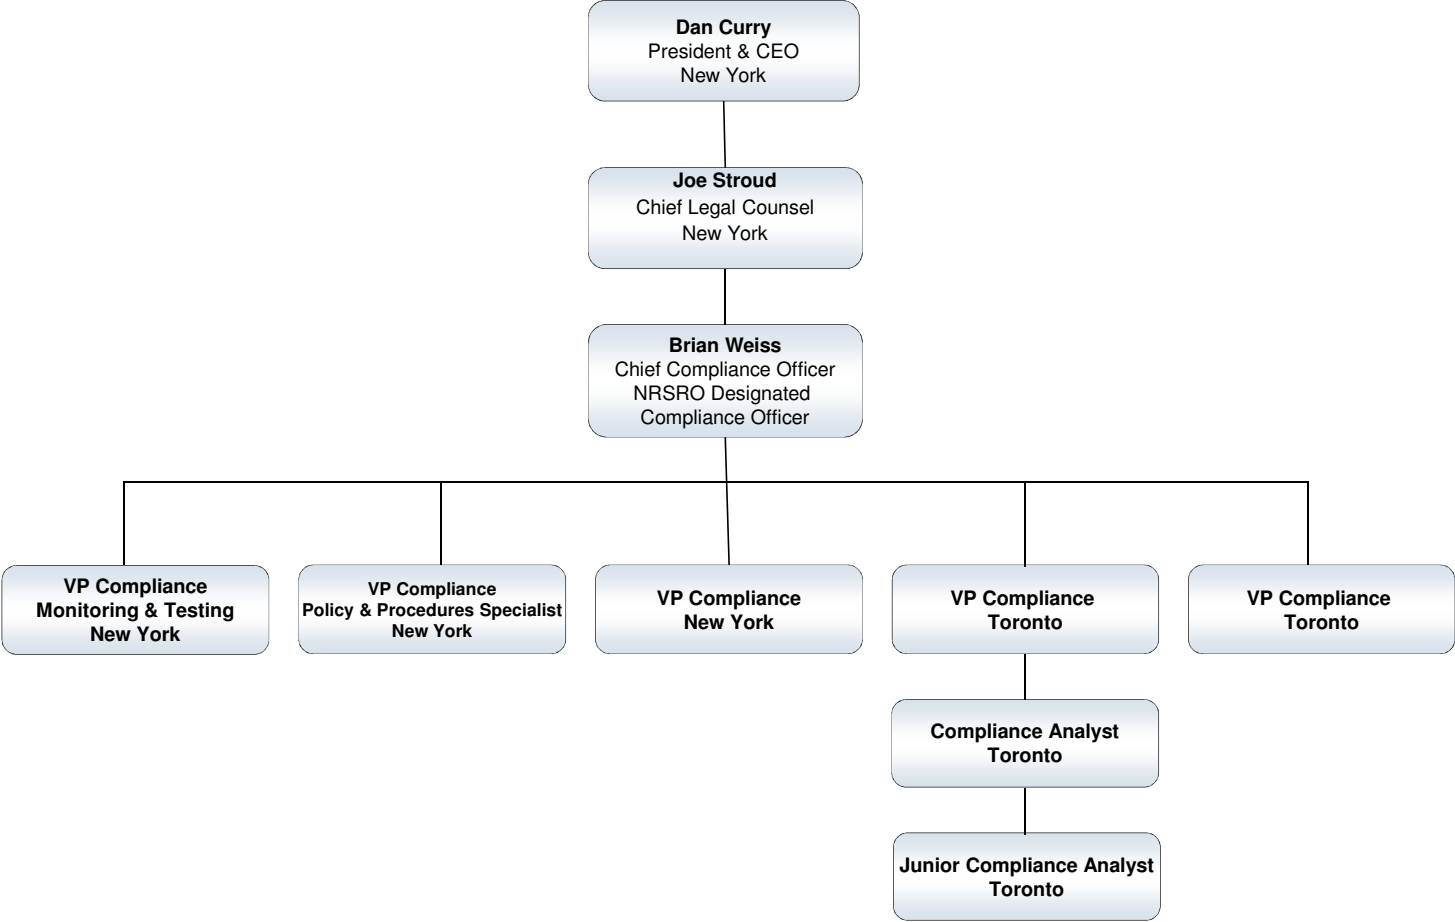 Dan Curry
President & CEO
New York
Joe Stroud
Chief Legal Counsel
New York
Brian Weiss
Chief Compliance Officer
NRSRO Designated
Compliance Officer
VP Compliance
Monitoring & Testing
New York
VP Compliance
Policy & Procedures Specialist
New York
VP Compliance
New York
VP Compliance
Toronto
VP Compliance
Toronto
Compliance Analyst
Toronto
Junior Compliance Analyst
Toronto